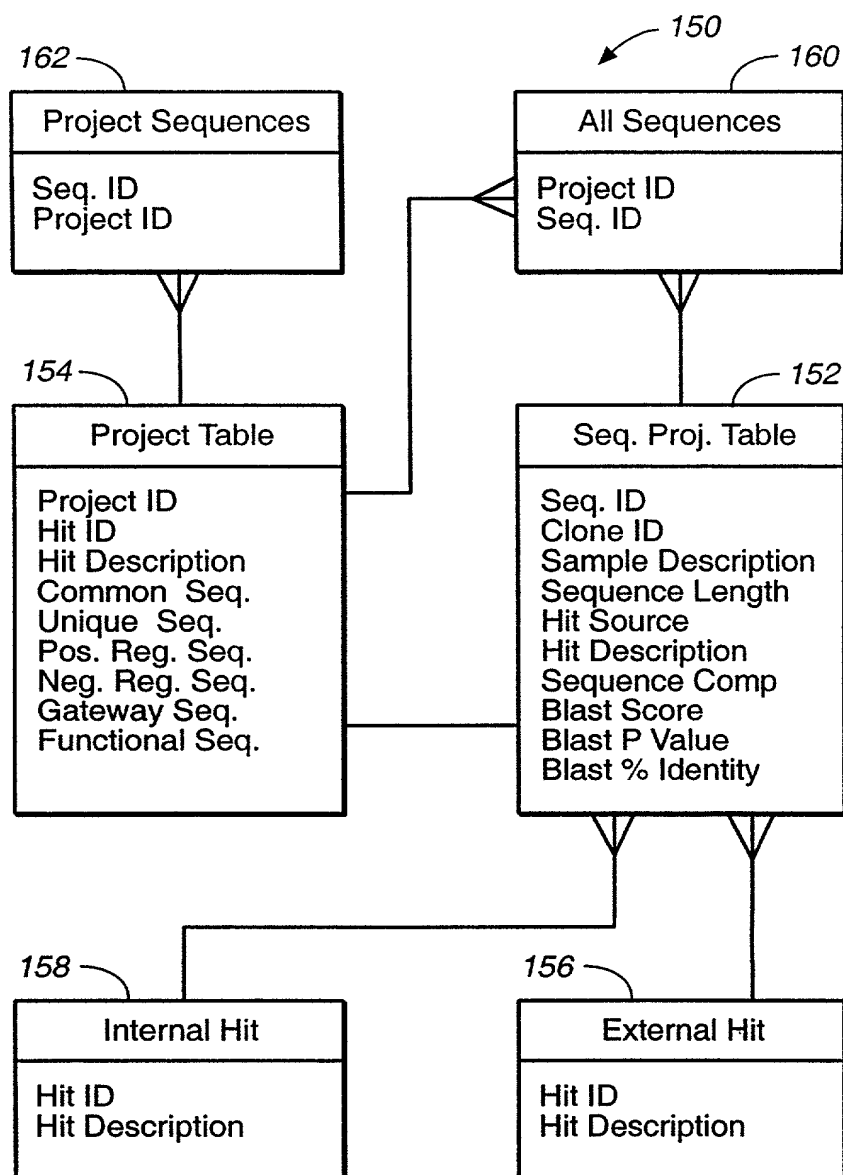 150
162
Project Sequences
Seq. ID
Project ID
160
All Sequences
Project ID
Seq. ID
154
Project Table
Project ID
Hit ID
Hit Description
Common Seq.
Unique Seq.
Pos. Reg. Seq.
Neg. Reg. Seq.
Gateway Seq.
Functional Seq.
152
Seq. Proj. Table
Seq. ID
Clone ID
Sample Description
Sequence Length
Hit Source
Hit Description
Sequence Comp
Blast Score
Blast P Value
Blast % Identity
158
Internal Hit
Hit ID
Hit Description
156
External Hit
Hit ID
Hit Description